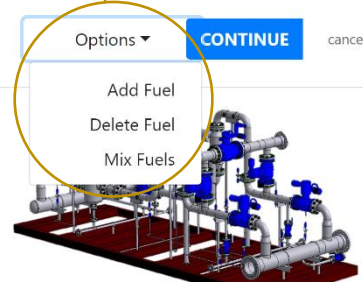 Options CONTINUE cance
Add Fuel
Delete Fuel
Mix Fuels